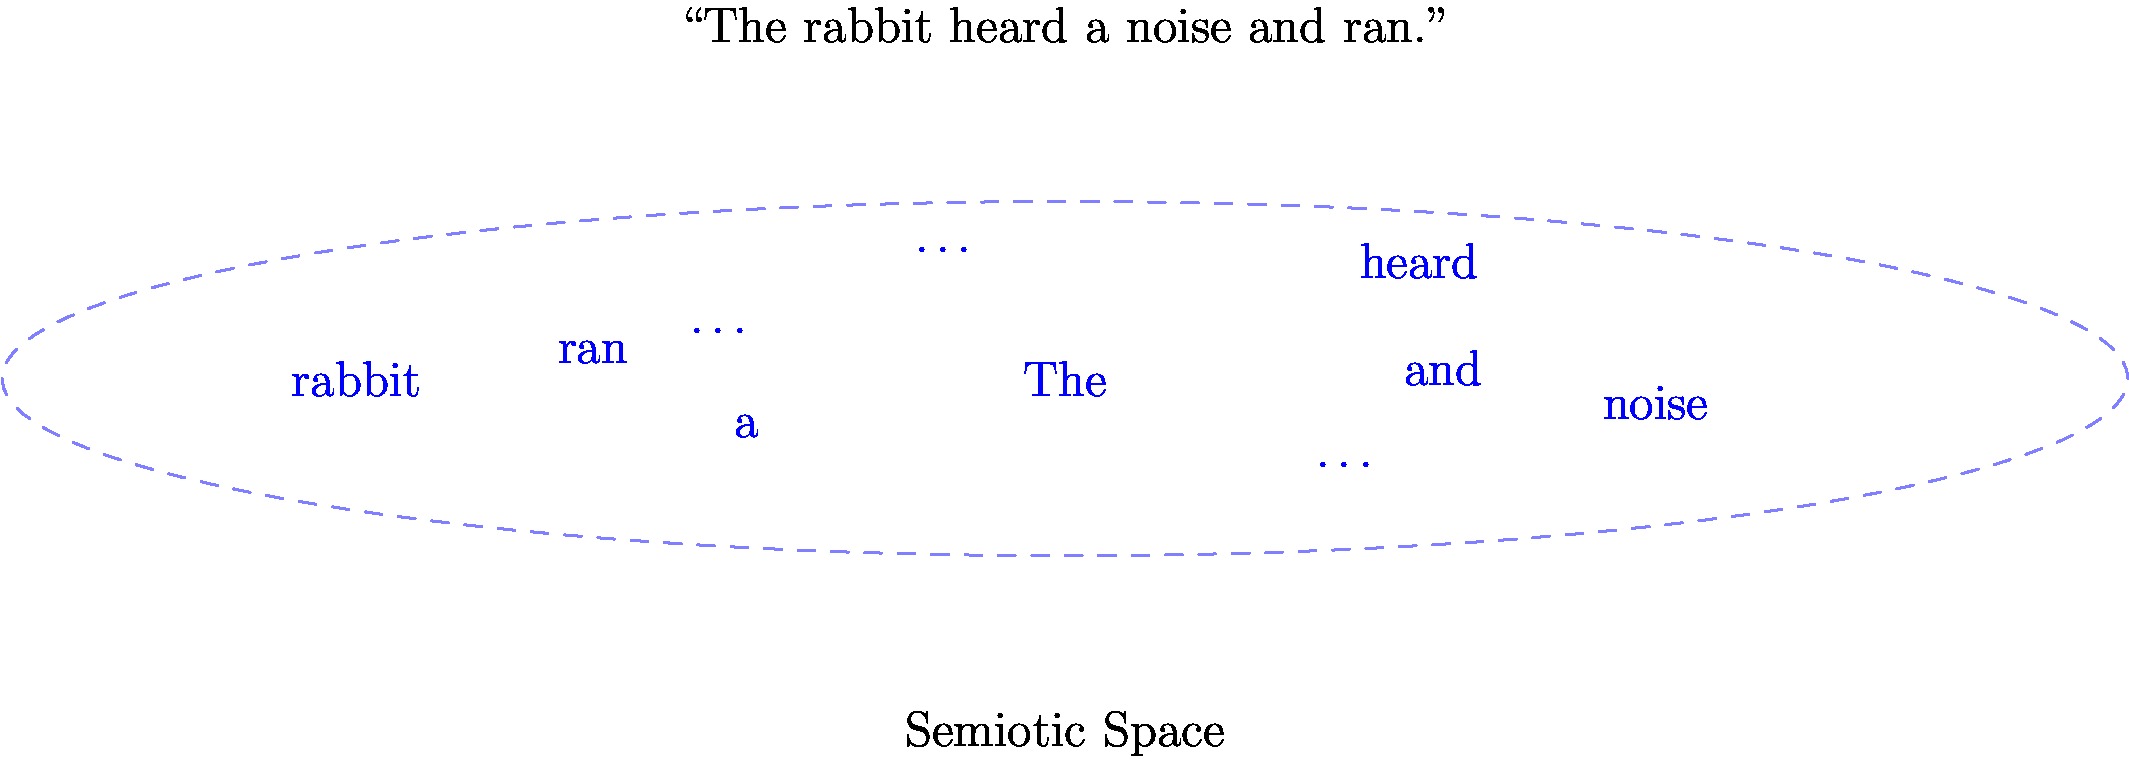 “The rabbit heard a noise and ran.”
...
heard
...
ran
rabbit
The
and
a
noise
...
Semiotic Space